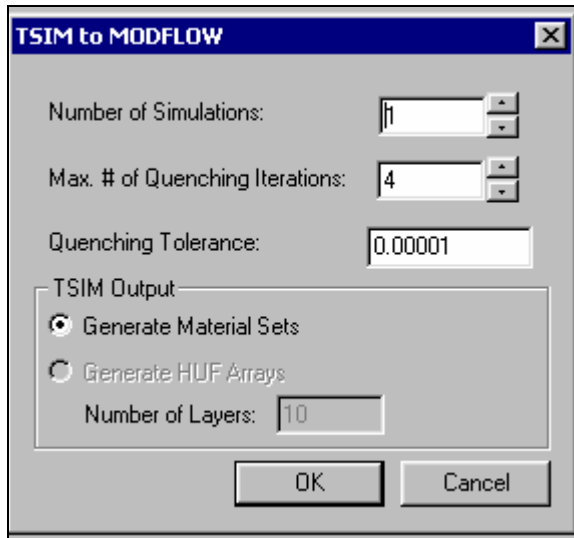 TSIM to MODFLOW
Number of Simulations: 1
Max. # of Quenching Iterations: 4
Quenching Tolerance: 0.00001
TSIM Output
Generate Material Sets
Generate HUF Arrays
Number of Layers: 10
OK Cancel